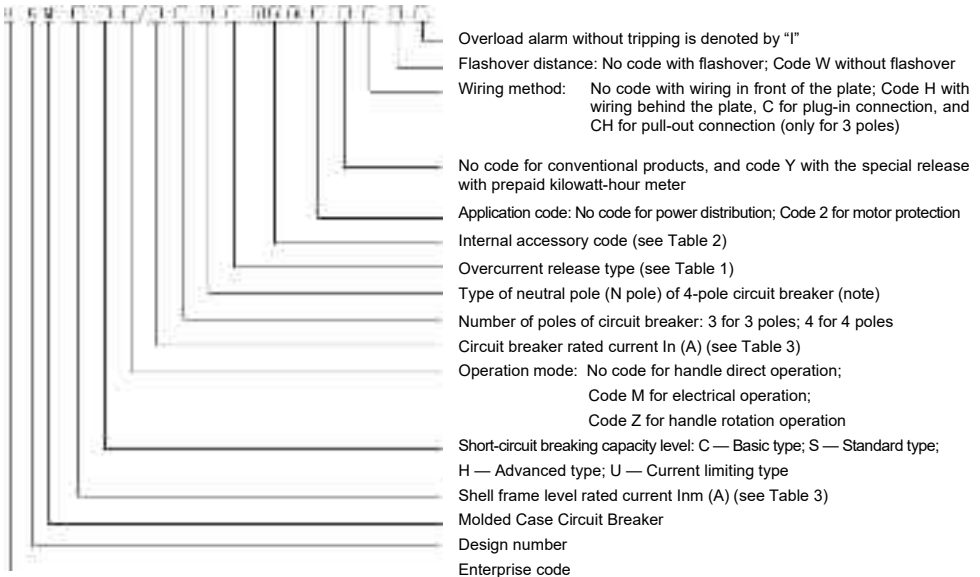 Overload alarm without tripping is denoted by “I”
Flashover distance: No code with flashover; Code W without flashover
Wiring method: No code with wiring in front of the plate; Code H with
wiring behind the plate, C for plug-in connection, and
CH for pull-out connection (only for 3 poles)
No code for conventional products, and code Y with the special release
with prepaid kilowatt-hour meter
Application code: No code for power distribution; Code 2 for motor protection
Internal accessory code (see Table 2)
Overcurrent release type (see Table 1)
Type of neutral pole (N pole) of 4-pole circuit breaker (note)
Number of poles of circuit breaker: 3 for 3 poles; 4 for 4 poles
Circuit breaker rated current In (A) (see Table 3)
Operation mode: No code for handle direct operation;
Code M for electrical operation;
Code Z for handle rotation operation
Short-circuit breaking capacity level: C — Basic type; S — Standard type;
H — Advanced type; U — Current limiting type
Shell frame level rated current Inm (A) (see Table 3)
Molded Case Circuit Breaker
Design number
Enterprise code